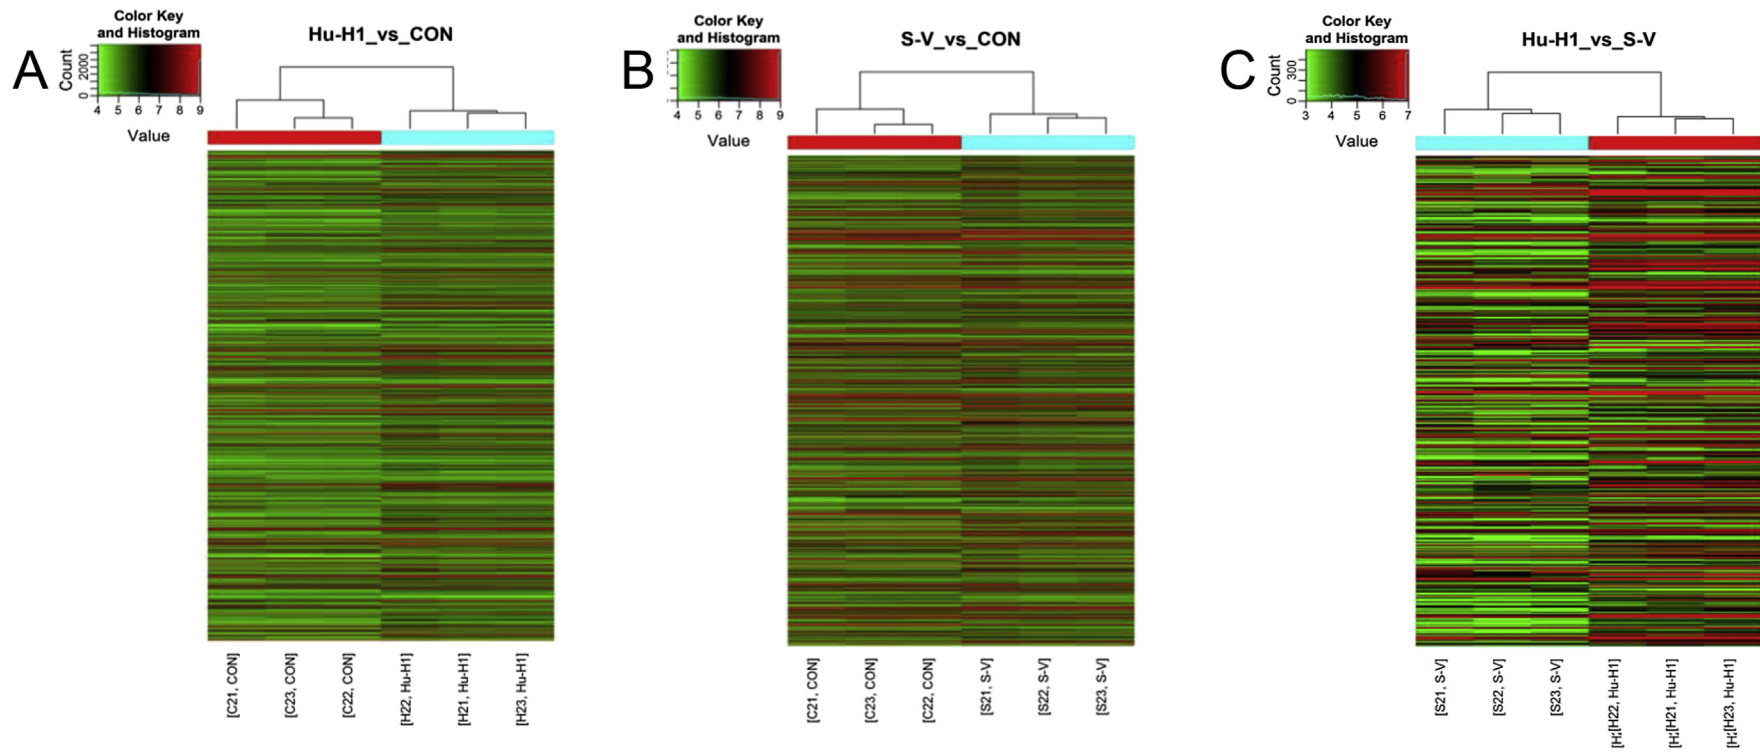 A
Color Key
and Histogram
Count
0 2000
4 5 6 7 8 9
Value
Hu-H1_vs_CON
[C21, CON]
[C23, CON]
[C22, CON]
[H22, Hu-H1]
[H21, Hu-H1]
[H23, Hu-H1]
B
Color Key
and Histogram
4 5 6 7 8 9
Value
S-V_vs_CON
[C21, CON]
[C23, CON]
[C22, CON]
[S21, S-V]
[S22, S-V]
[S23, S-V]
C
Color Key
and Histogram
Count
0 300
3 4 5 6 7
Value
Hu-H1_vs_S-V
[S21, S-V]
[S22, S-V]
[S23, S-V]
[H;[H22, Hu-H1]
[H;[H21, Hu-H1]
[H;[H23, Hu-H1]